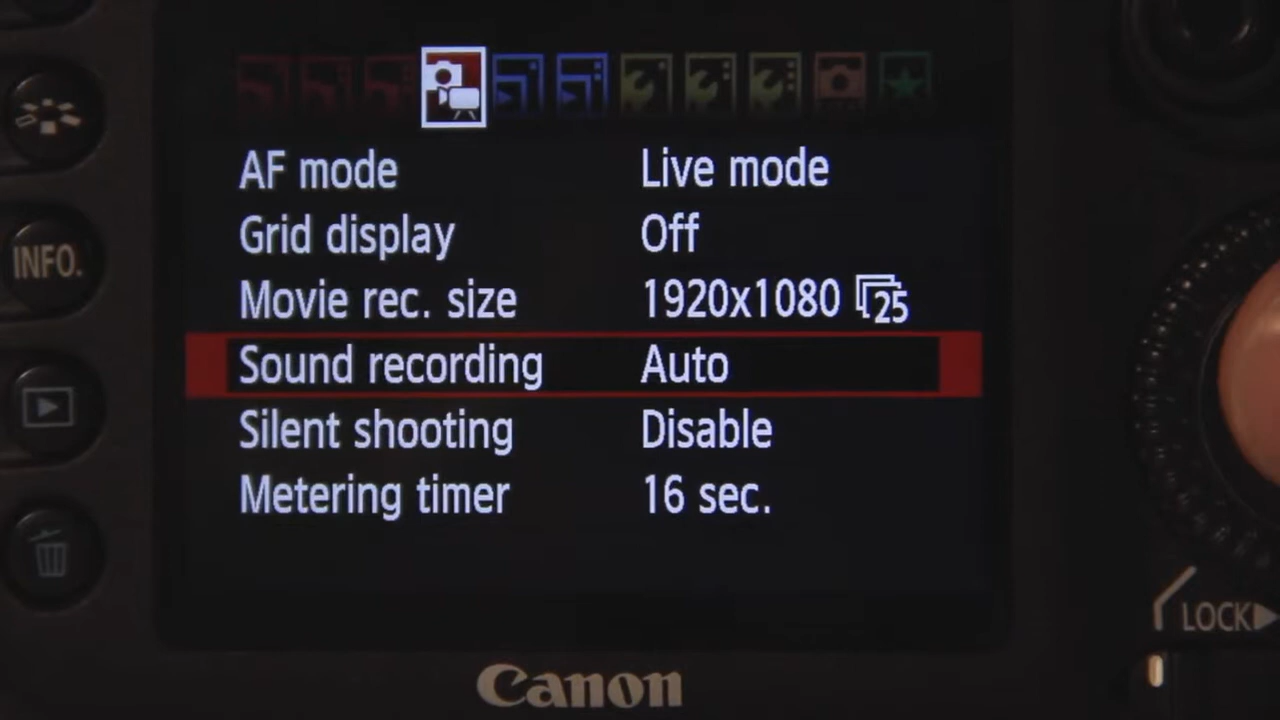 AF mode Live mode
Grid display Off
INFO.
Movie rec. size 1920x1080 25
Sound recording Auto
Silent shooting Disable
Metering timer 16 sec.
LOCK
Canon